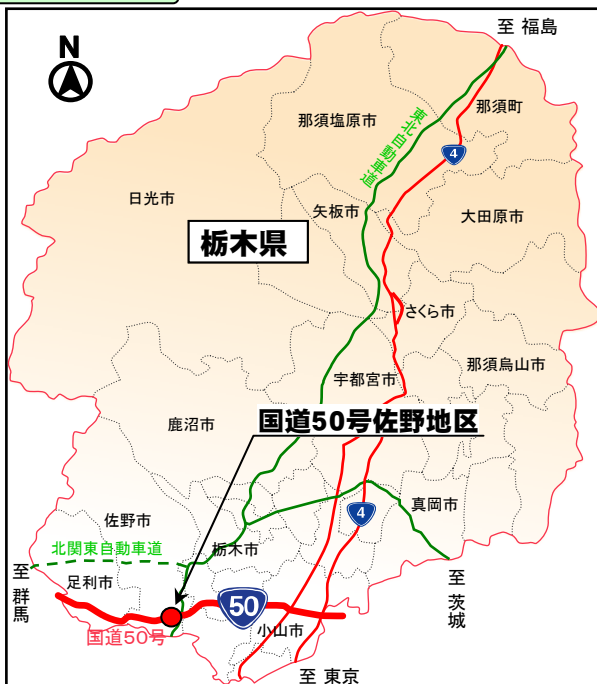 至 福島
N
那須町
那須塩原市
東北自動車道
4
日光市
矢板市
大田原市
栃木県
さくら市
那須烏山市
宇都宮市
国道50号佐野地区
鹿沼市
真岡市
4
佐野市
栃木市
北関東自動車道
至 群馬
足利市
至 茨城
50
国道50号
小山市
至 東京